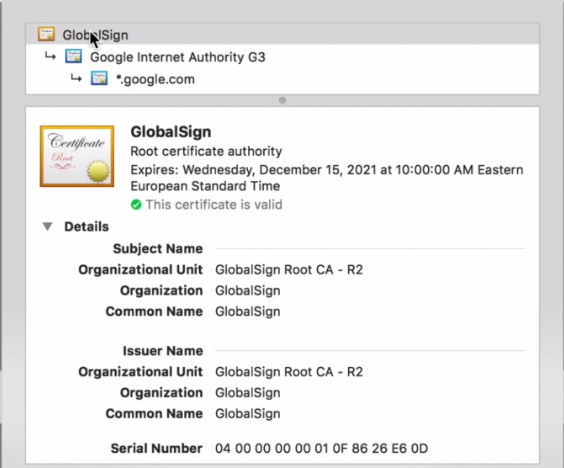 GlobalSign
Google Internet Authority G3
*.google.com
Certificate
Root
GlobalSign
Root certificate authority
Expires: Wednesday, December 15, 2021 at 10:00:00 AM Eastern
European Standard Time
This certificate is valid
Details
Subject Name
Organizational Unit GlobalSign Root CA - R2
Organization GlobalSign
Common Name GlobalSign
Issuer Name
Organizational Unit GlobalSign Root CA - R2
Organization GlobalSign
Common Name GlobalSign
Serial Number 04 00 00 00 00 01 0F 86 26 E6 0D